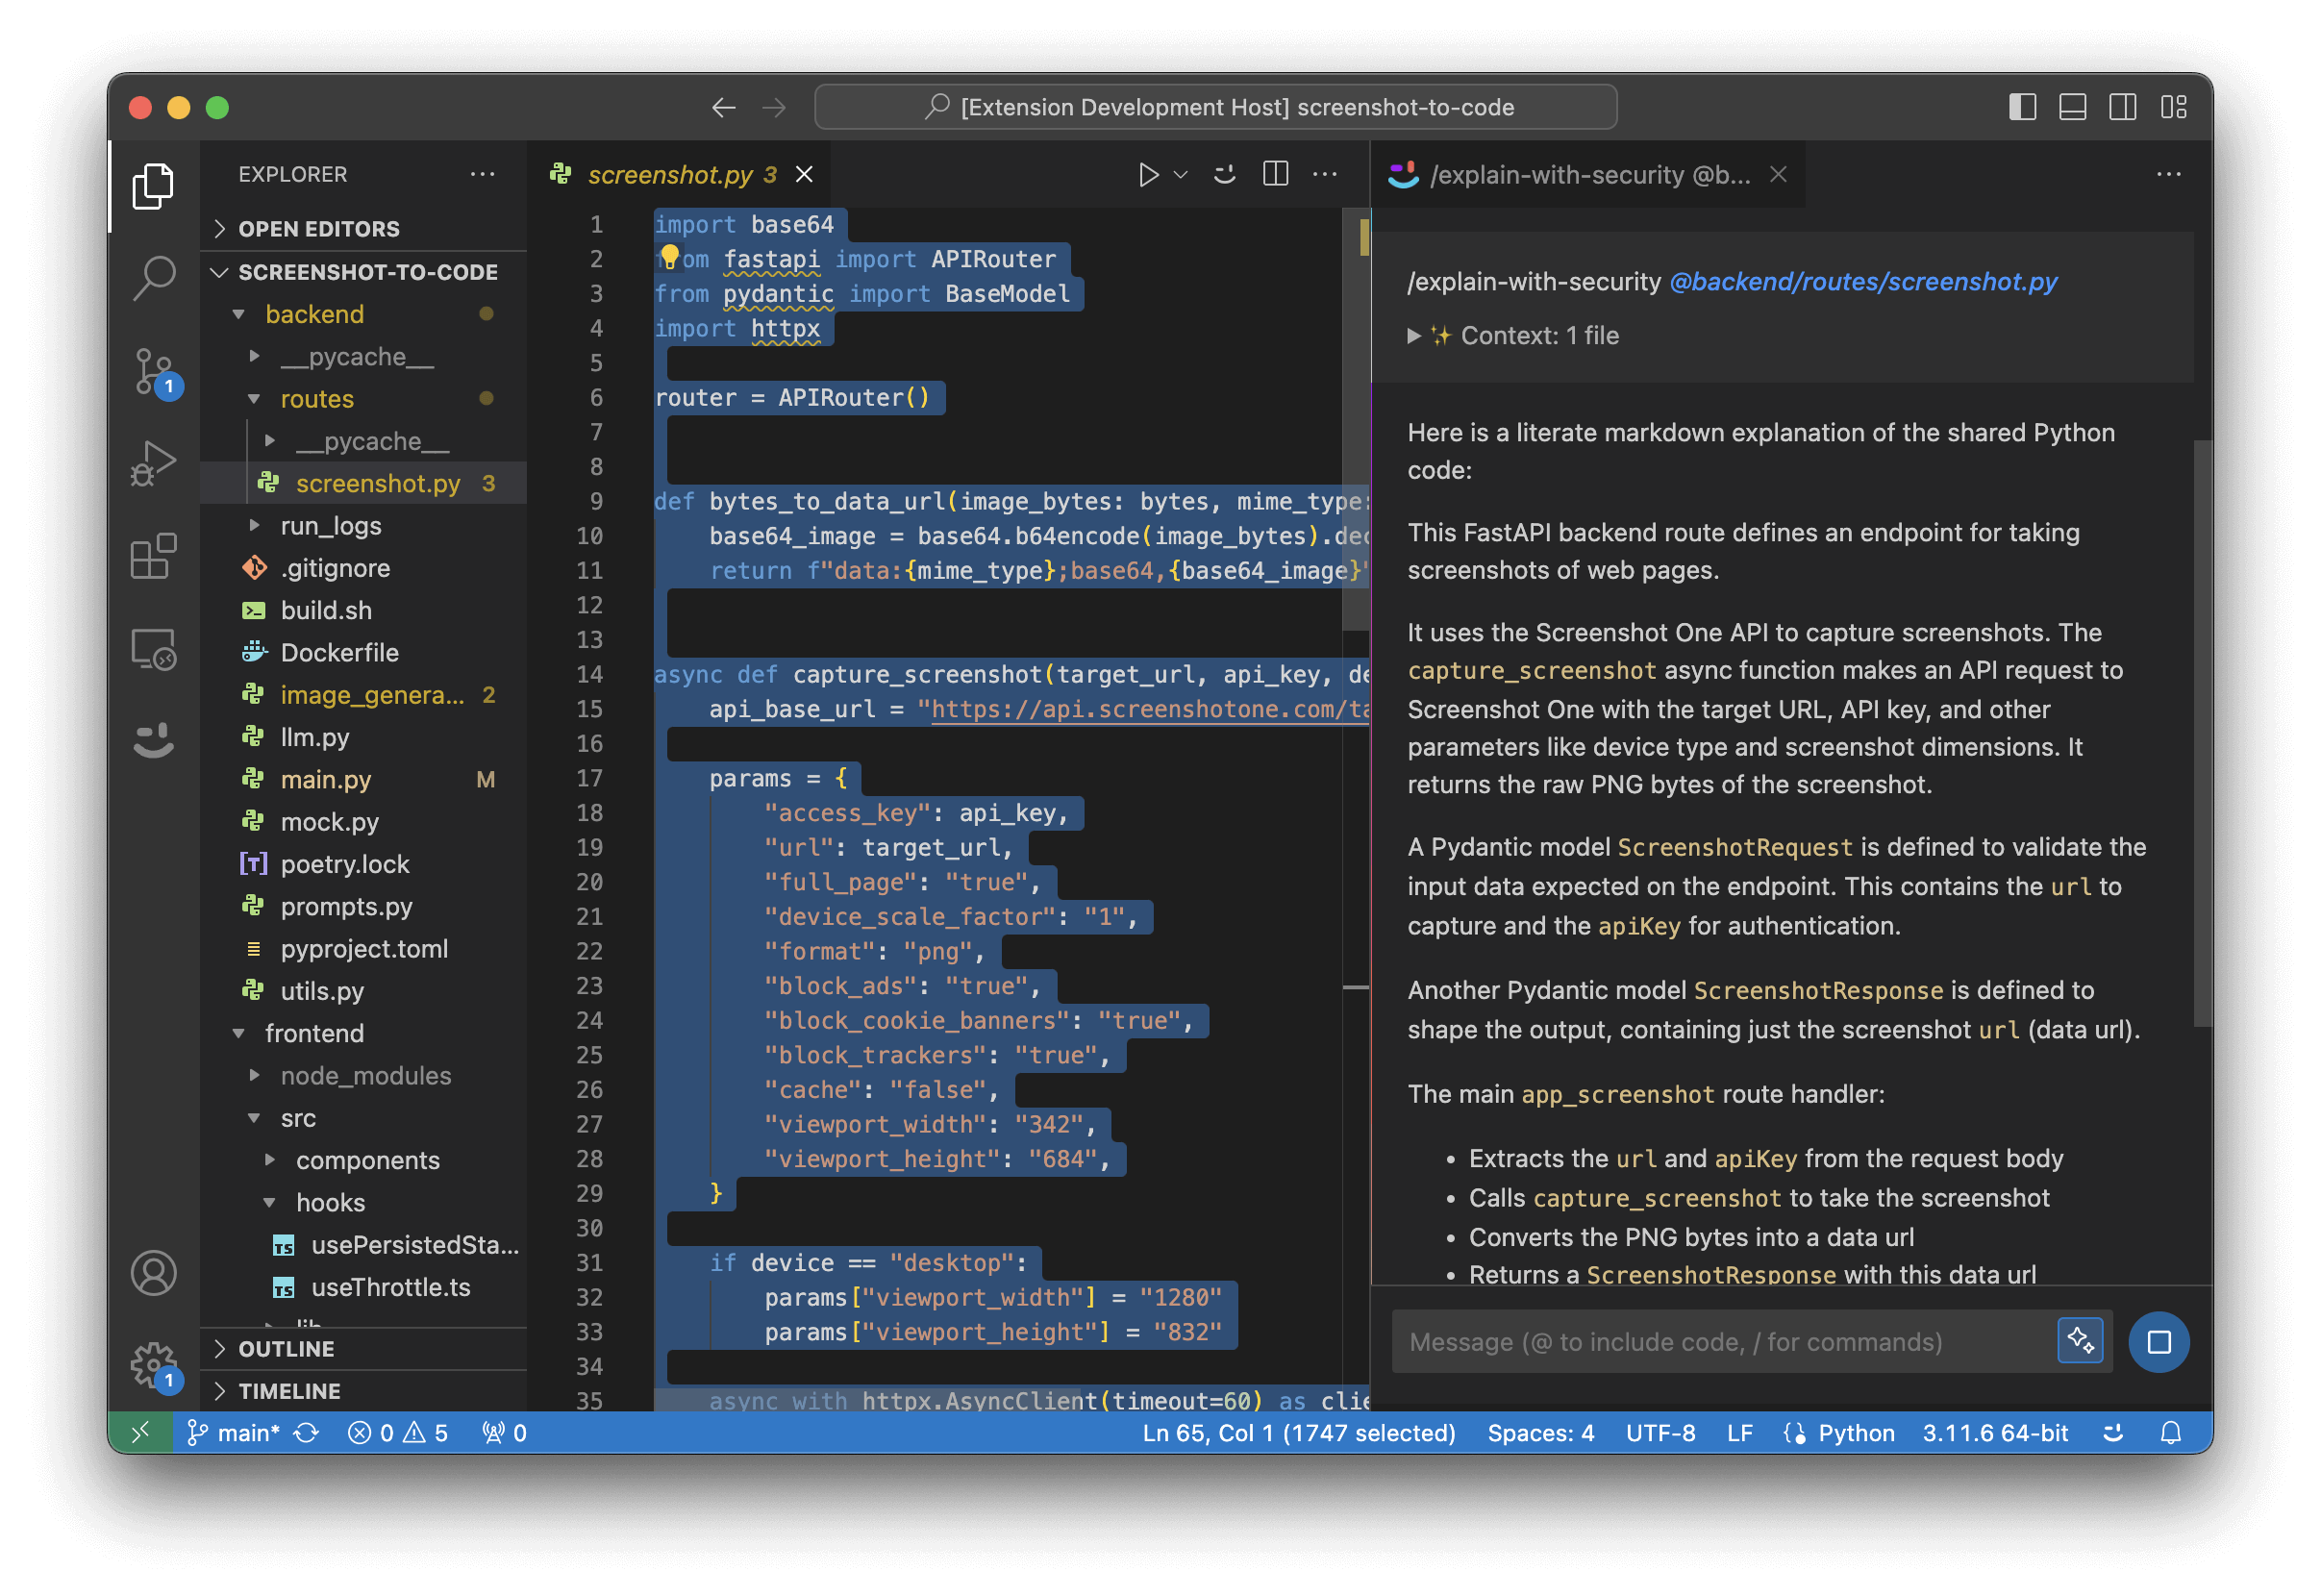 [Extension Development Host] screenshot-to-code
EXPLORER
OPEN EDITORS
SCREENSHOT-TO-CODE
backend
__pycache__
routes
__pycache__
screenshot.py 3
run_logs
.gitignore
build.sh
Dockerfile
image_genera... 2
llm.py
main.py M
mock.py
poetry.lock
prompts.py
pyproject.toml
utils.py
frontend
node_modules
src
components
hooks
TS usePersistedSta...
TS useThrottle.ts
lib
OUTLINE
TIMELINE
1
1
screenshot.py 3
1 import base64
2 from fastapi import APIRouter
3 from pydantic import BaseModel
4 import httpx
5
6 router = APIRouter()
7
8
9 def bytes_to_data_url(image_bytes: bytes, mime_type:
10 base64_image = base64.b64encode(image_bytes).dec
11 return f"data:{mime_type};base64,{base64_image}"
12
13
14 async def capture_screenshot(target_url, api_key, de
15 api_base_url = "https://api.screenshotone.com/ta
16
17 params = {
18 "access_key": api_key,
19 "url": target_url,
20 "full_page": "true",
21 "device_scale_factor": "1",
22 "format": "png",
23 "block_ads": "true",
24 "block_cookie_banners": "true",
25 "block_trackers": "true",
26 "cache": "false",
27 "viewport_width": "342",
28 "viewport_height": "684",
29 }
30
31 if device == "desktop":
32 params["viewport_width"] = "1280"
33 params["viewport_height"] = "832"
34
35 async with httpx.AsyncClient(timeout=60) as clie
/explain-with-security @b...
/explain-with-security @backend/routes/screenshot.py
✨ Context: 1 file
Here is a literate markdown explanation of the shared Python
code:
This FastAPI backend route defines an endpoint for taking
screenshots of web pages.
It uses the Screenshot One API to capture screenshots. The
capture_screenshot async function makes an API request to
Screenshot One with the target URL, API key, and other
parameters like device type and screenshot dimensions. It
returns the raw PNG bytes of the screenshot.
A Pydantic model ScreenshotRequest is defined to validate the
input data expected on the endpoint. This contains the url to
capture and the apiKey for authentication.
Another Pydantic model ScreenshotResponse is defined to
shape the output, containing just the screenshot url (data url).
The main app_screenshot route handler:
• Extracts the url and apiKey from the request body
• Calls capture_screenshot to take the screenshot
• Converts the PNG bytes into a data url
• Returns a ScreenshotResponse with this data url
Message (@ to include code, / for commands)
main* 0 5 0
Ln 65, Col 1 (1747 selected) Spaces: 4 UTF-8 LF Python 3.11.6 64-bit